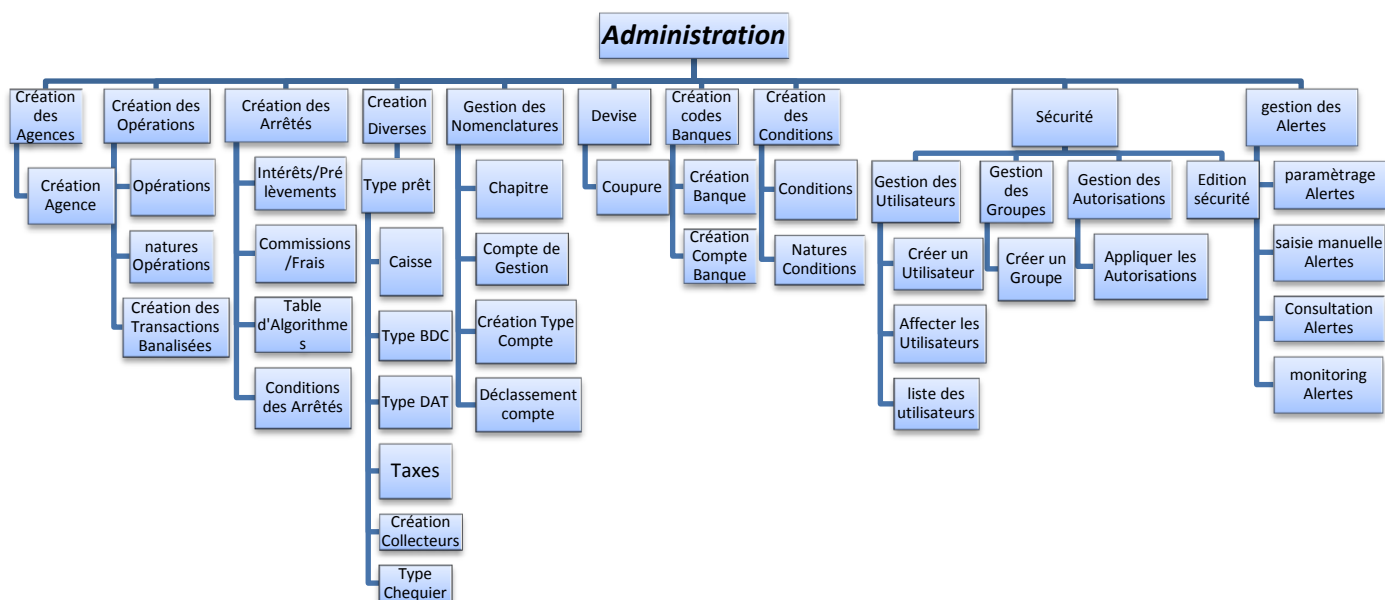 Administration
Création
des
Agences
Création
Agence
Création des
Opérations
Opérations
natures
Opérations
Création des
Transactions
Banalisées
Création des
Arrêtés
Intérêts/Pré
lèvements
Commissions
/Frais
Table
d'Algorithme
s
Conditions
des Arrêtés
Creation
Diverses
Type prêt
Caisse
Type BDC
Type DAT
Taxes
Création
Collecteurs
Type
Chequier
Gestion des
Nomenclatures
Chapitre
Compte de
Gestion
Création Type
Compte
Déclassement
compte
Devise
Coupure
Création
codes
Banques
Création
Banque
Création
Compte
Banque
Création
des
Conditions
Conditions
Natures
Conditions
Sécurité
Gestion des
Utilisateurs
Créer un
Utilisateur
Affecter les
Utilisateurs
liste des
utilisateurs
Gestion
des
Groupes
Créer un
Groupe
Gestion des
Autorisations
Appliquer les
Autorisations
Edition
sécurité
gestion des
Alertes
paramètrage
Alertes
saisie manuelle
Alertes
Consultation
Alertes
monitoring
Alertes